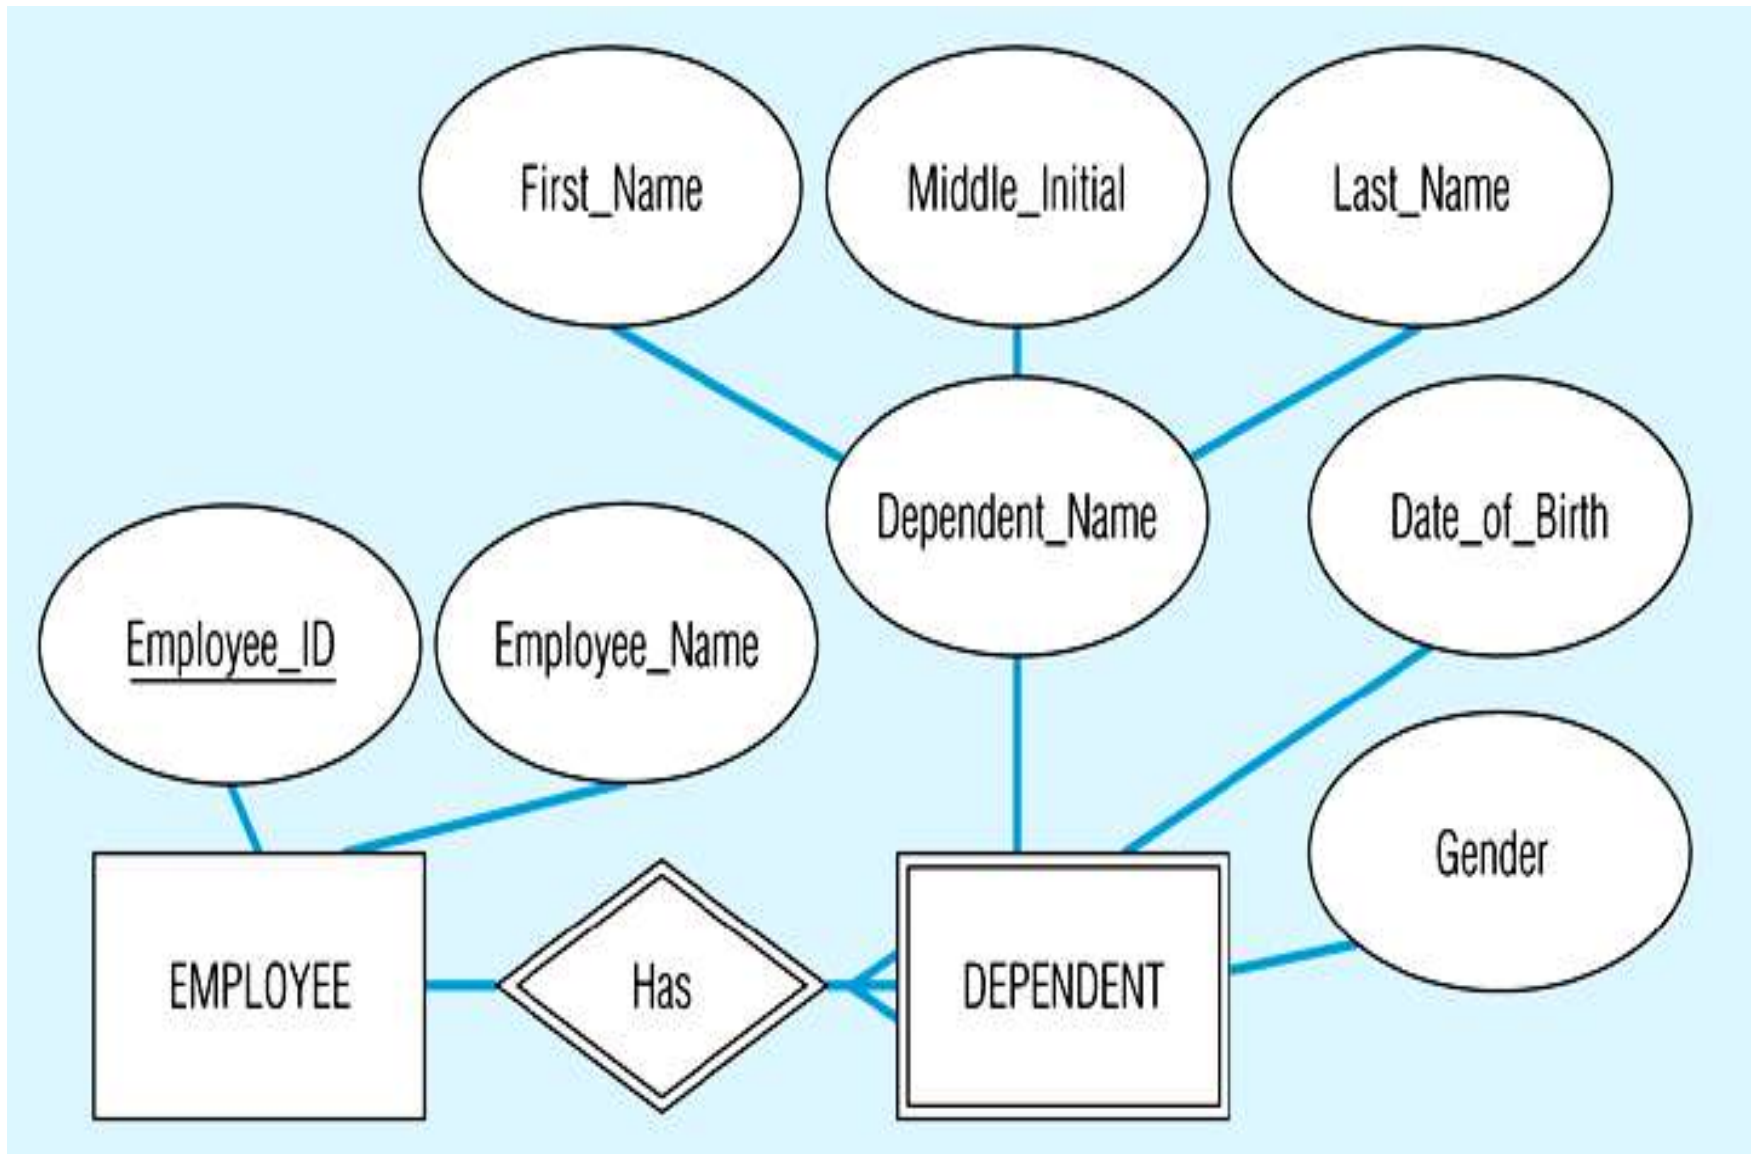 First_Name
Middle_Initial
Last_Name
Dependent_Name
Date_of_Birth
Employee_ID
Employee_Name
Gender
EMPLOYEE
Has
DEPENDENT